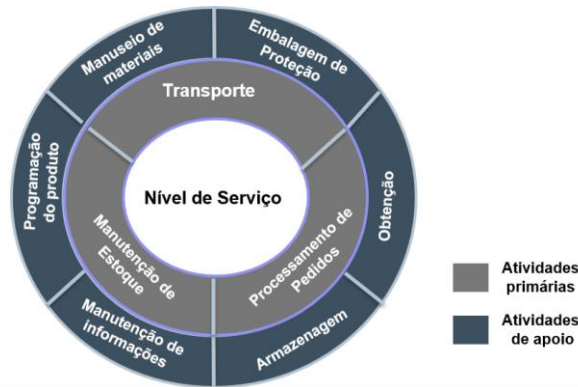 Manuseio de
materiais
Embalagem de
Proteção
Transporte
Programação
do produto
Nível de Serviço
Obtenção
Manutenção de
Estoque
Processamento de
Pedidos
Manutenção de
informações
Armazenagem
Atividades
primárias
Atividades
de apoio